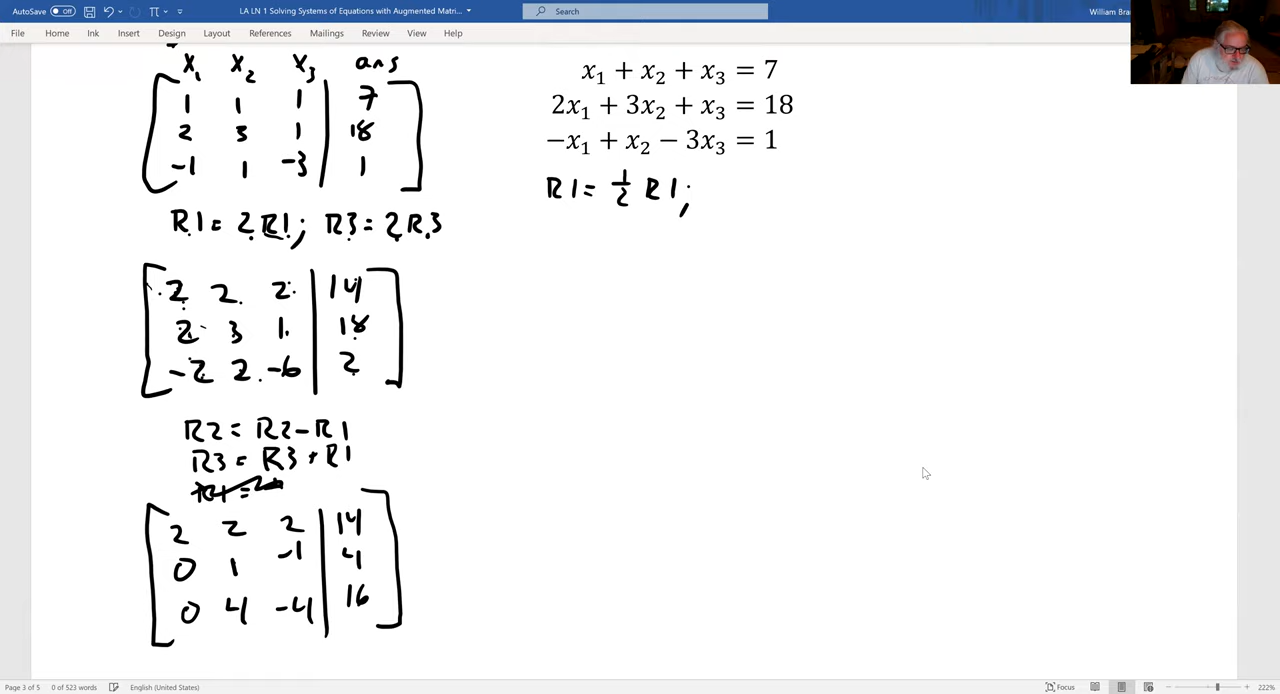 AutoSave Off LA LN 1 Solving Systems of Equations with Augmented Matri... Search William Bra
File Home Ink Insert Design Layout References Mailings Review View Help
x₁ x₂ x₃ ans
1 1 1 | 7
2 3 1 | 18
-1 1 -3 | 1
R1 = 2R1; R3 = 2R3
2 2 2 | 14
2 3 1 | 18
-2 2 -6 | 2
R2 = R2 - R1
R3 = R3 + R1
2 2 2 | 14
0 1 -1 | 4
0 4 -4 | 16
x₁ + x₂ + x₃ = 7
2x₁ + 3x₂ + x₃ = 18
−x₁ + x₂ − 3x₃ = 1
R1 = 1/2 R1;
Page 3 of 5 0 of 523 words English (United States) Focus 222%